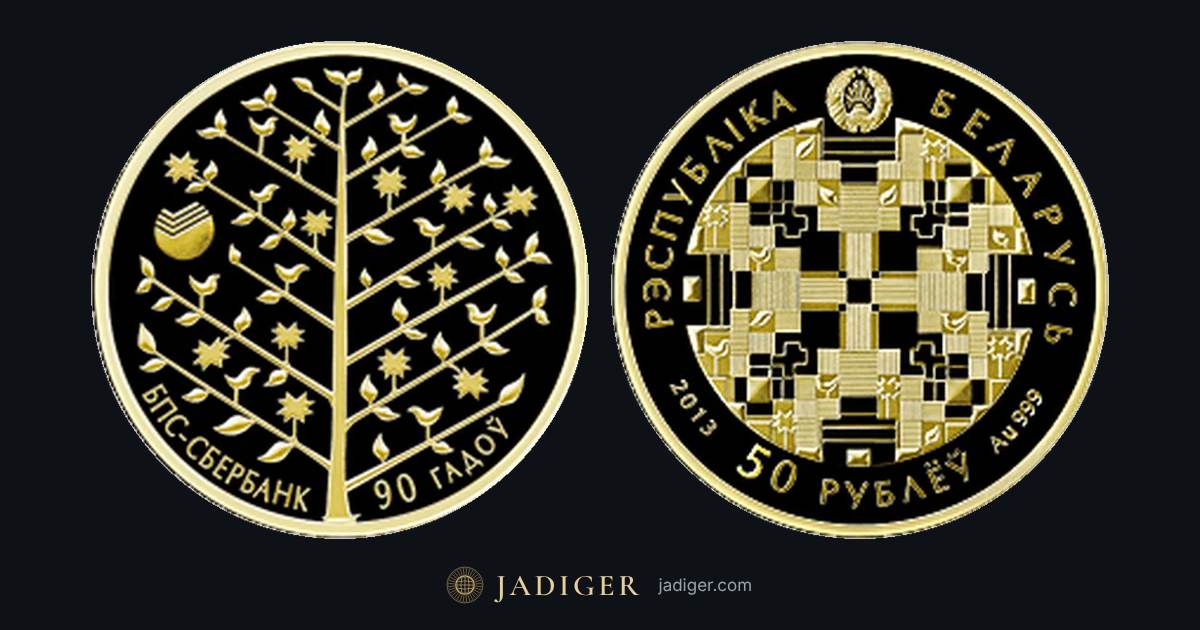 БПС-СБЕРБАНК
90 ГАДОЎ
РЭСПУБЛІКА БЕЛАРУСЬ
2013
50 РУБЛЁЎ
Au 999
JADIGER
jadiger.com